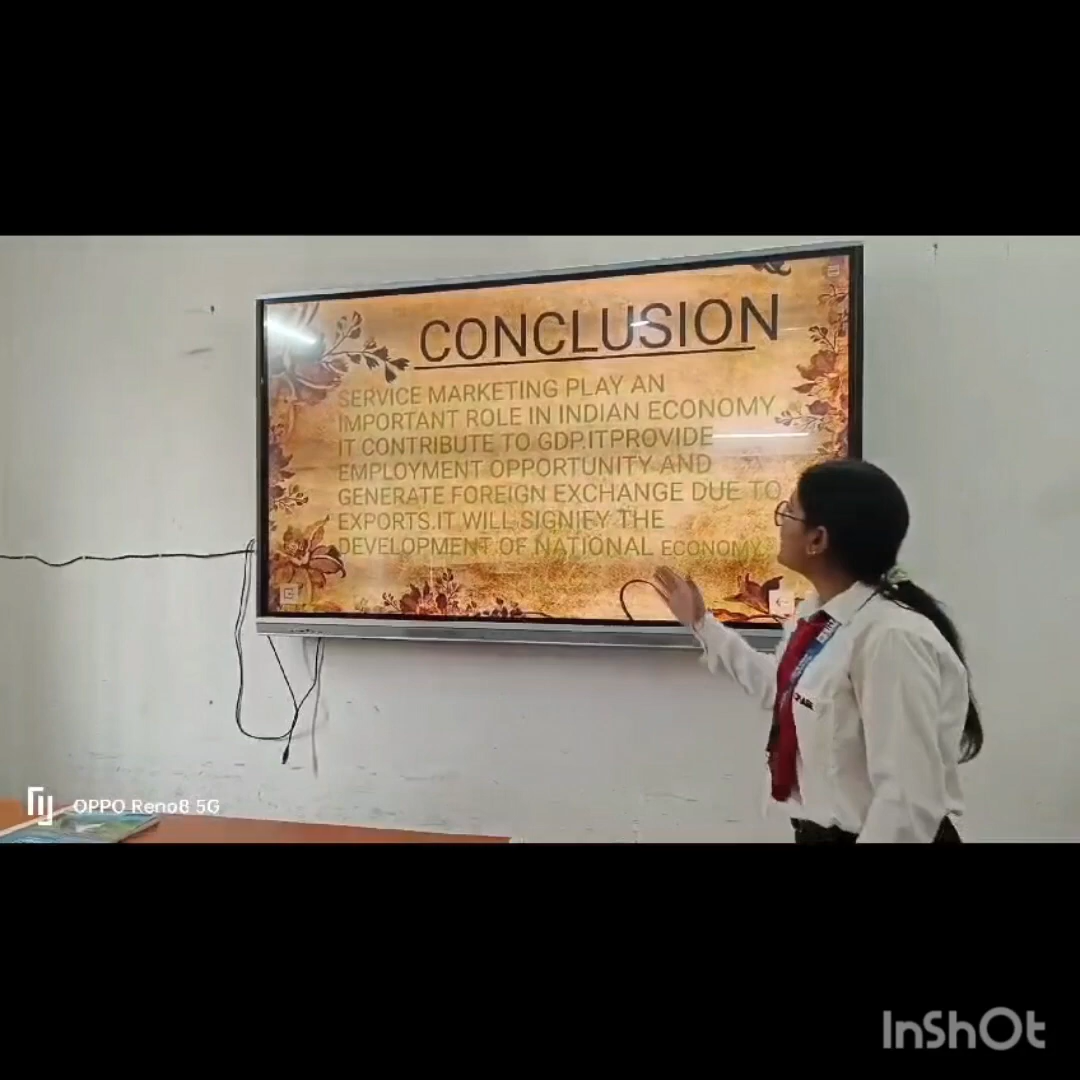 CONCLUSION
SERVICE MARKETING PLAY AN
IMPORTANT ROLE IN INDIAN ECONOMY
IT CONTRIBUTE TO GDP.ITPROVIDE
EMPLOYMENT OPPORTUNITY AND
GENERATE FOREIGN EXCHANGE DUE TO
EXPORTS.IT WILL SIGNIFY THE
DEVELOPMENT OF NATIONAL ECONOMY
OPPO Reno8 5G
InShOt